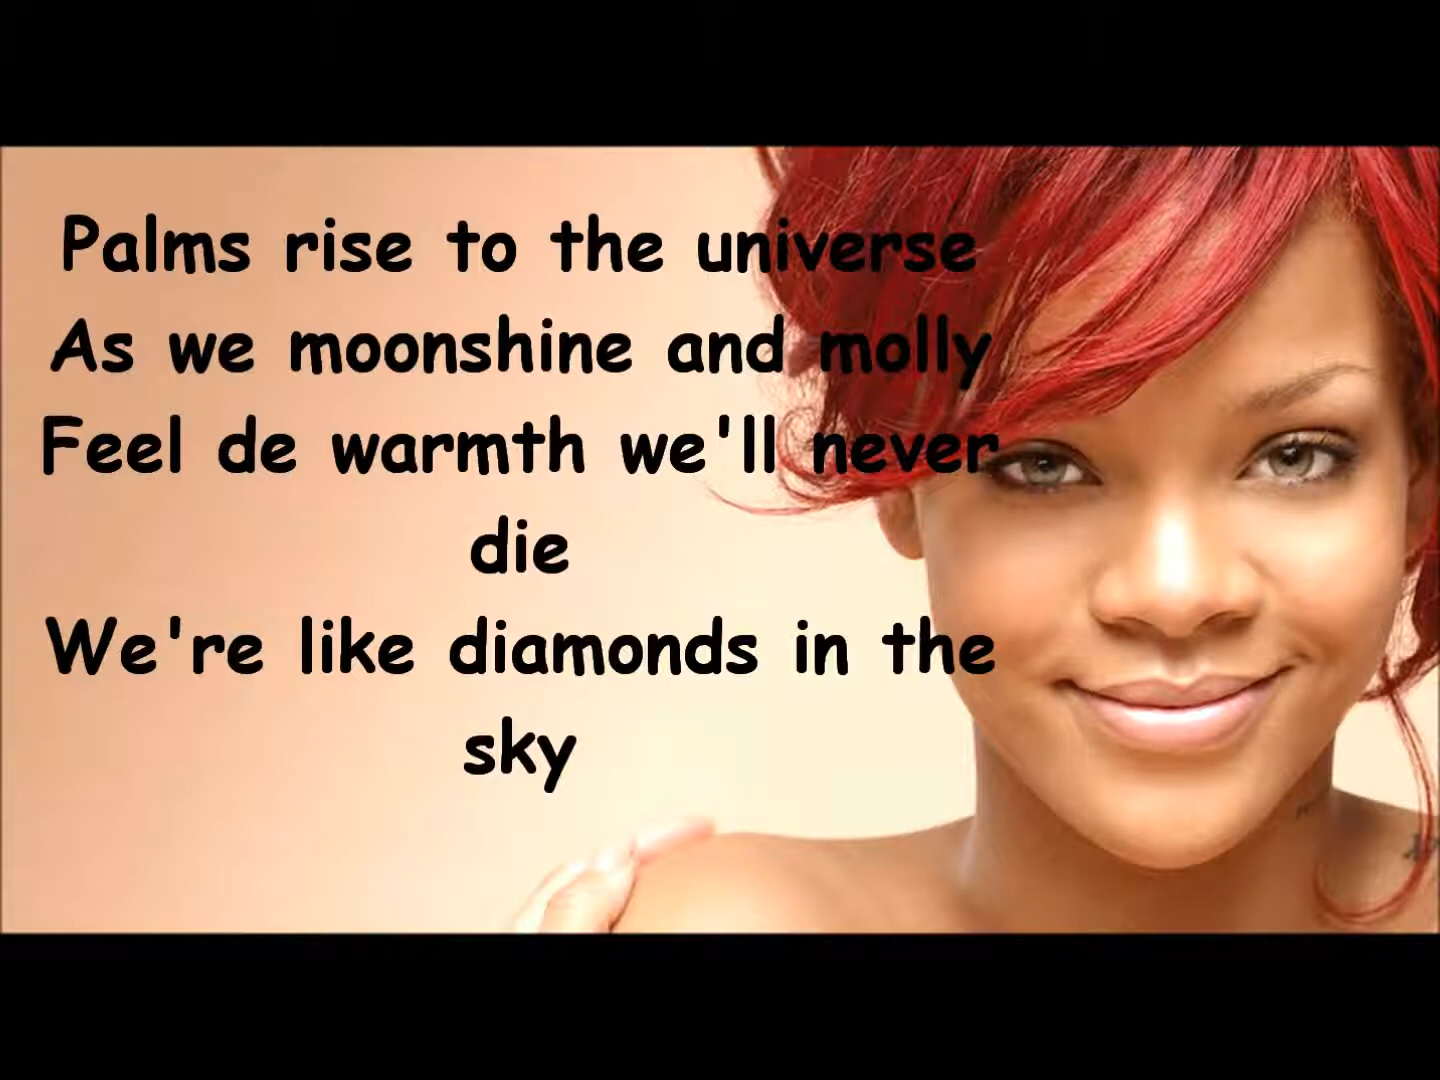 Palms rise to the universe
As we moonshine and molly
Feel de warmth we'll never
die
We're like diamonds in the
sky